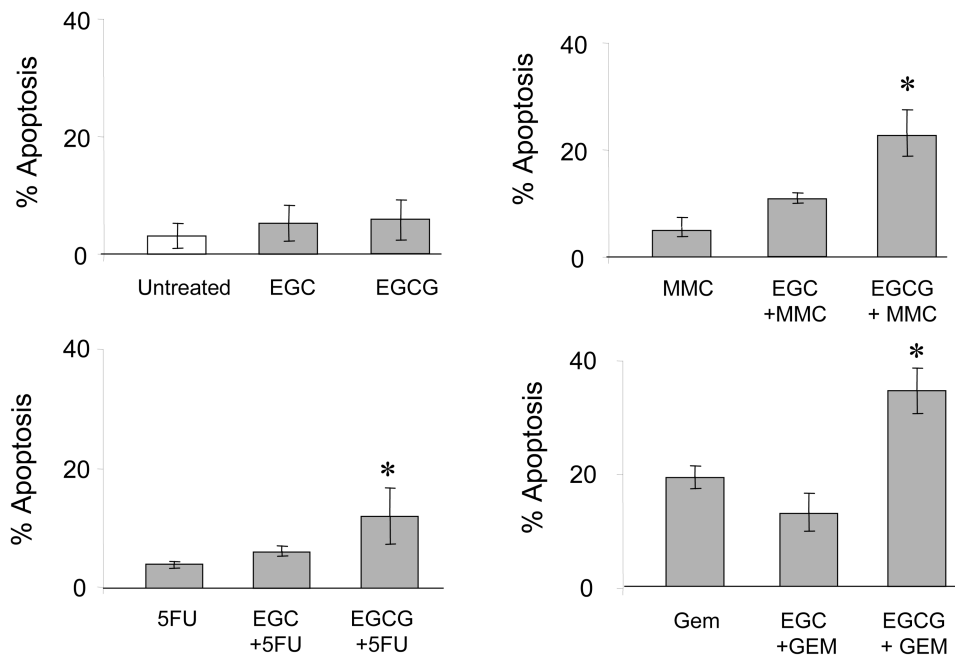 % Apoptosis
40
20
0
Untreated EGC EGCG
% Apoptosis
40
20
0
*
MMC EGC EGCG
+MMC + MMC
% Apoptosis
40
20
0
*
5FU EGC EGCG
+5FU +5FU
% Apoptosis
40
20
0
*
Gem EGC EGCG
+GEM + GEM